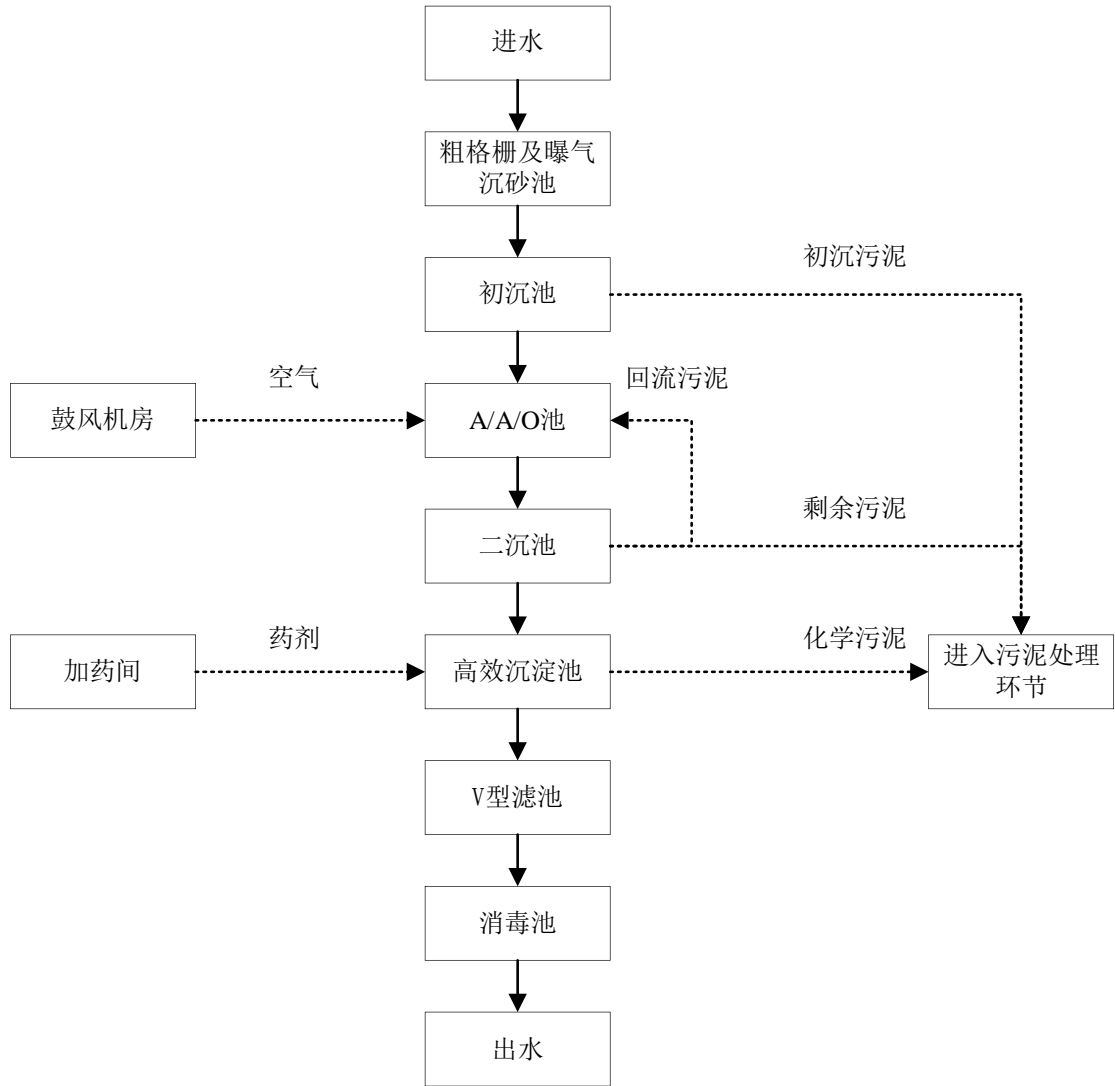 进水
粗格栅及曝气
沉砂池
初沉污泥
初沉池
空气
回流污泥
鼓风机房
A/A/O池
剩余污泥
二沉池
药剂
化学污泥
加药间
高效沉淀池
进入污泥处理
环节
V型滤池
消毒池
出水